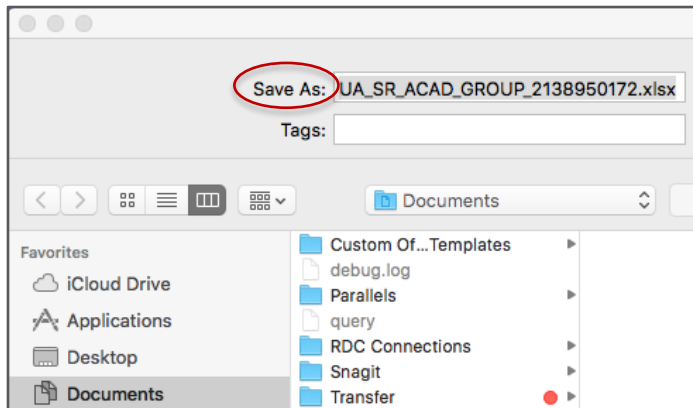 Save As: UA_SR_ACAD_GROUP_2138950172.xlsx
Tags:
Documents
Favorites
iCloud Drive
Applications
Desktop
Documents
Custom Of...Templates
debug.log
Parallels
query
RDC Connections
Snagit
Transfer